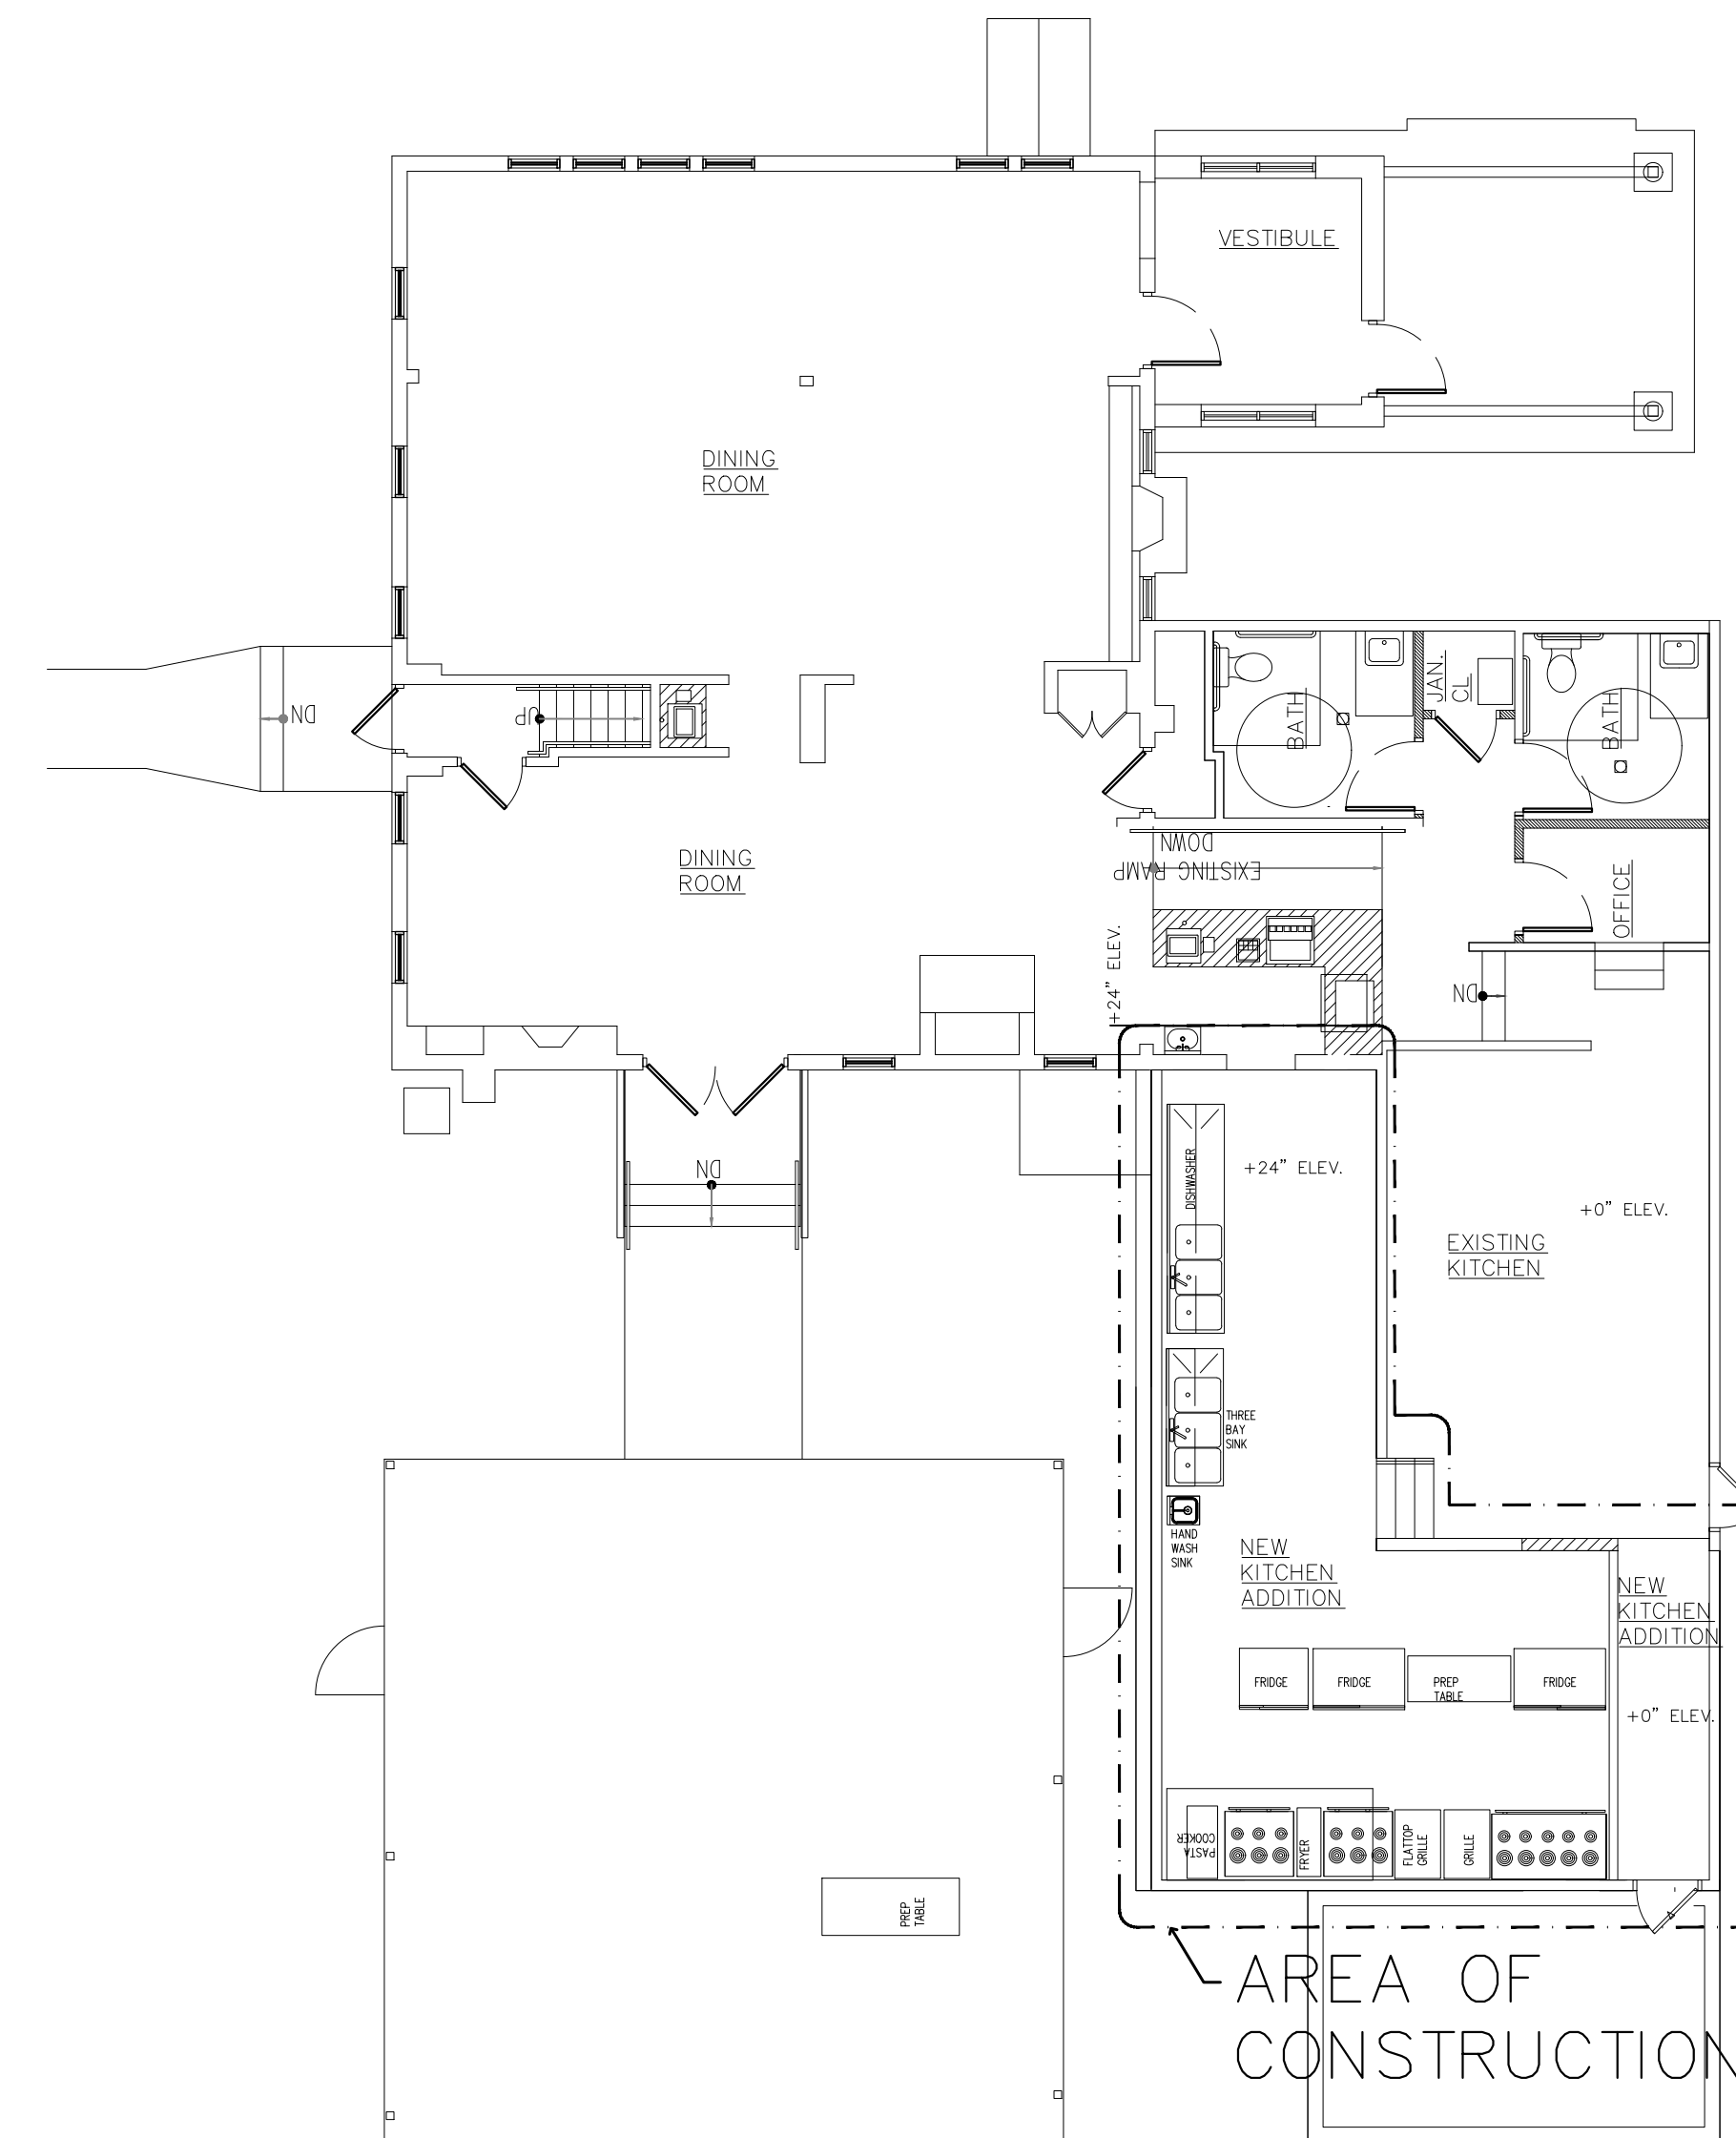 VESTIBULE
DINING
ROOM
DN
UP
BATH
JAN.
CL
BATH
DINING
ROOM
DOWN
EXISTING RAMP
OFFICE
+24" ELEV.
DN
DN
DISHWASHER
+24" ELEV.
+0" ELEV.
EXISTING
KITCHEN
THREE
BAY
SINK
HAND
WASH
SINK
NEW
KITCHEN
ADDITION
NEW
KITCHEN
ADDITION
FRIDGE
FRIDGE
PREP
TABLE
FRIDGE
+0" ELEV.
PASTA
COOKER
FRYER
FLATTOP
GRILLE
GRILLE
PREP
TABLE
AREA OF
CONSTRUCTION